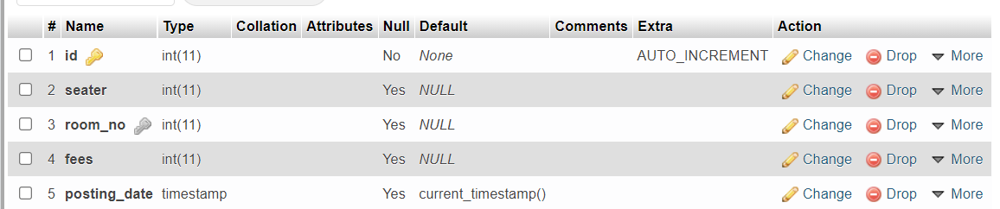 # Name Type Collation Attributes Null Default Comments Extra Action
1 id int(11) No None AUTO_INCREMENT Change Drop More
2 seater int(11) Yes NULL Change Drop More
3 room_no int(11) Yes NULL Change Drop More
4 fees int(11) Yes NULL Change Drop More
5 posting_date timestamp Yes current_timestamp() Change Drop More